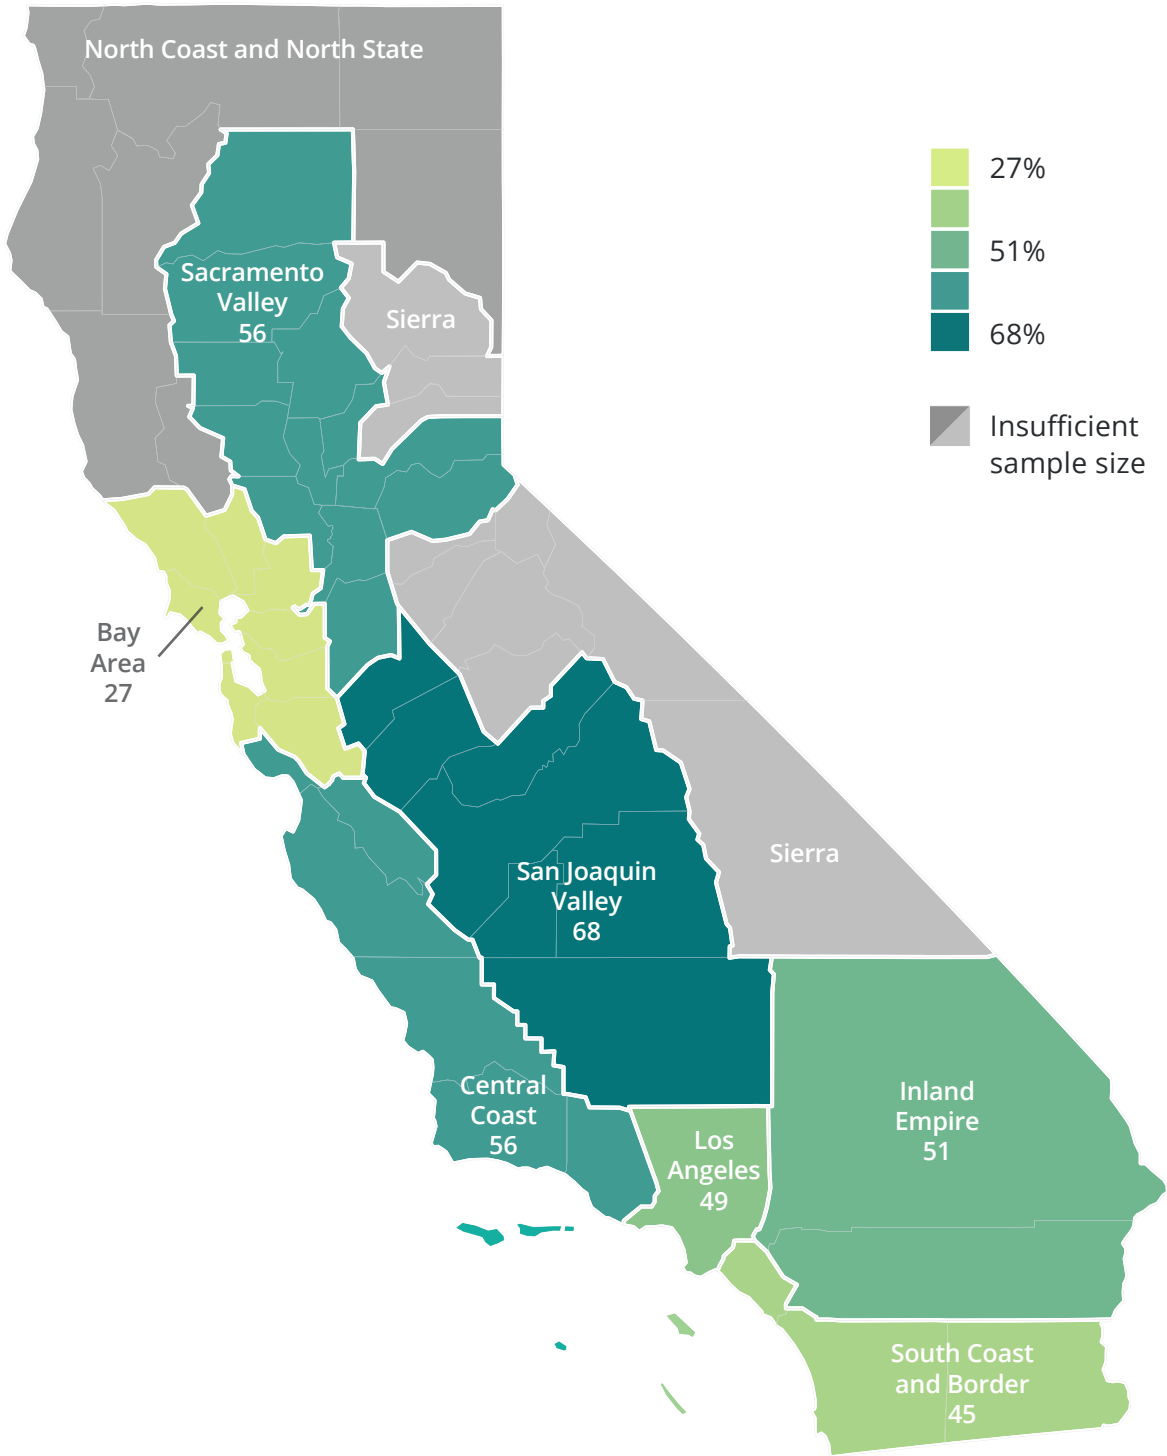 North Coast and North State
27%
51%
68%
Insufficient
sample size
Sacramento
Valley
56
Sierra
Bay
Area
27
San Joaquin
Valley
68
Sierra
Central
Coast
56
Inland
Empire
51
Los
Angeles
49
South Coast
and Border
45